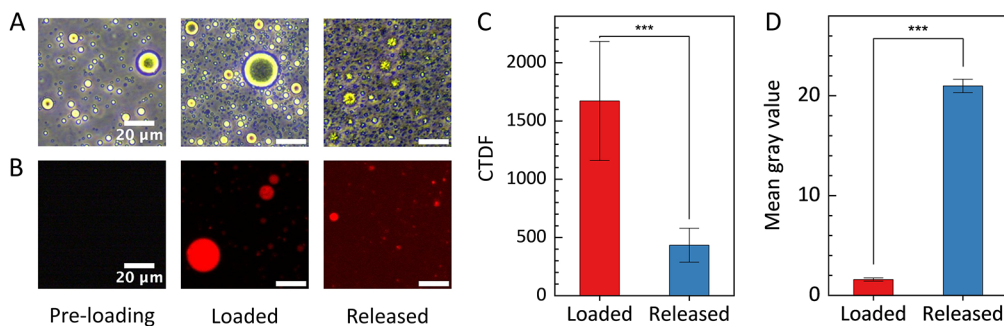 A
20 μm
B
20 μm
Pre-loading
Loaded
Released
C
CTDF
2000
1500
1000
500
0
***
Loaded
Released
D
Mean gray value
20
10
0
***
Loaded
Released